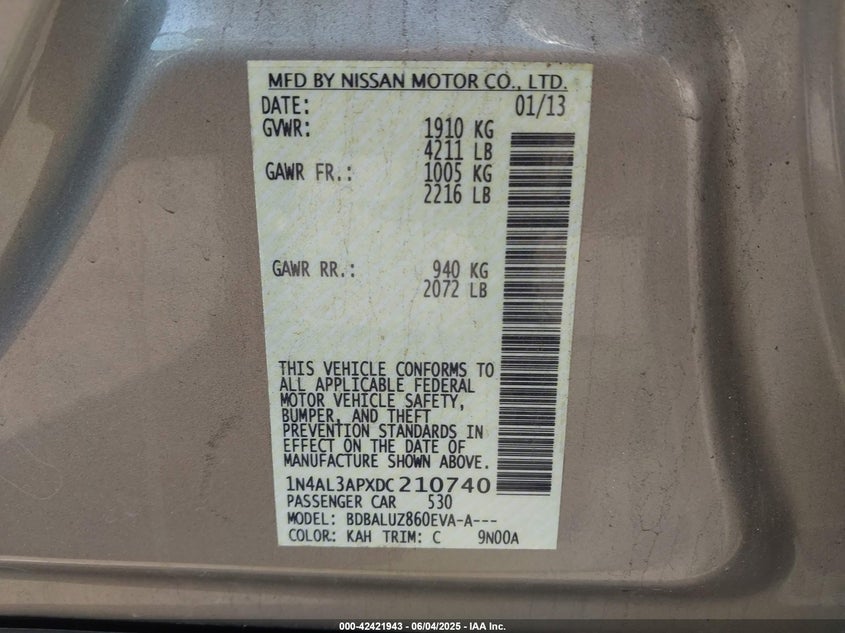 MFD BY NISSAN MOTOR CO., LTD.
DATE: 01/13
GVWR: 1910 KG
4211 LB
GAWR FR.: 1005 KG
2216 LB
GAWR RR.: 940 KG
2072 LB
THIS VEHICLE CONFORMS TO
ALL APPLICABLE FEDERAL
MOTOR VEHICLE SAFETY,
BUMPER, AND THEFT
PREVENTION STANDARDS IN
EFFECT ON THE DATE OF
MANUFACTURE SHOWN ABOVE.
1N4AL3APXDC210740
PASSENGER CAR 530
MODEL: BDBALUZ860EVA-A---
COLOR: KAH TRIM: C 9N00A
000-42421943 - 06/04/2025 - IAA Inc.